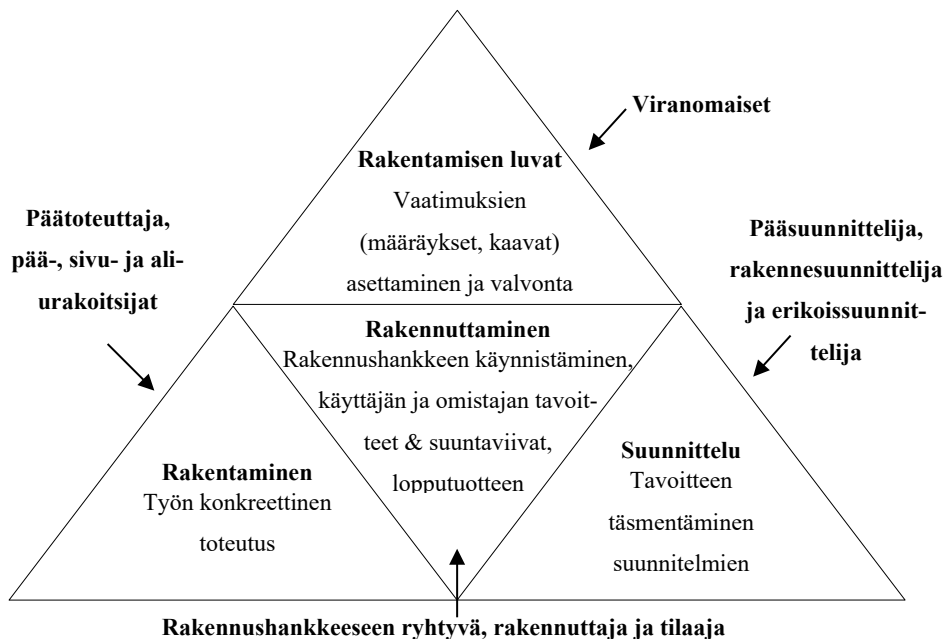 Viranomaiset
Rakentamisen luvat
Vaatimuksien
(määräykset, kaavat)
asettaminen ja valvonta
Päätoteuttaja,
pää-, sivu- ja ali-
urakoitsijat
Pääsuunnittelija,
rakennesuunnittelija
ja erikoissuunnit-
telija
Rakennuttaminen
Rakennushankkeen käynnistäminen,
käyttäjän ja omistajan tavoit-
teet & suuntaviivat,
lopputuotteen
Rakentaminen
Työn konkreettinen
toteutus
Suunnittelu
Tavoitteen
täsmentäminen
suunnitelmien
Rakennushankkeeseen ryhtyvä, rakennuttaja ja tilaaja